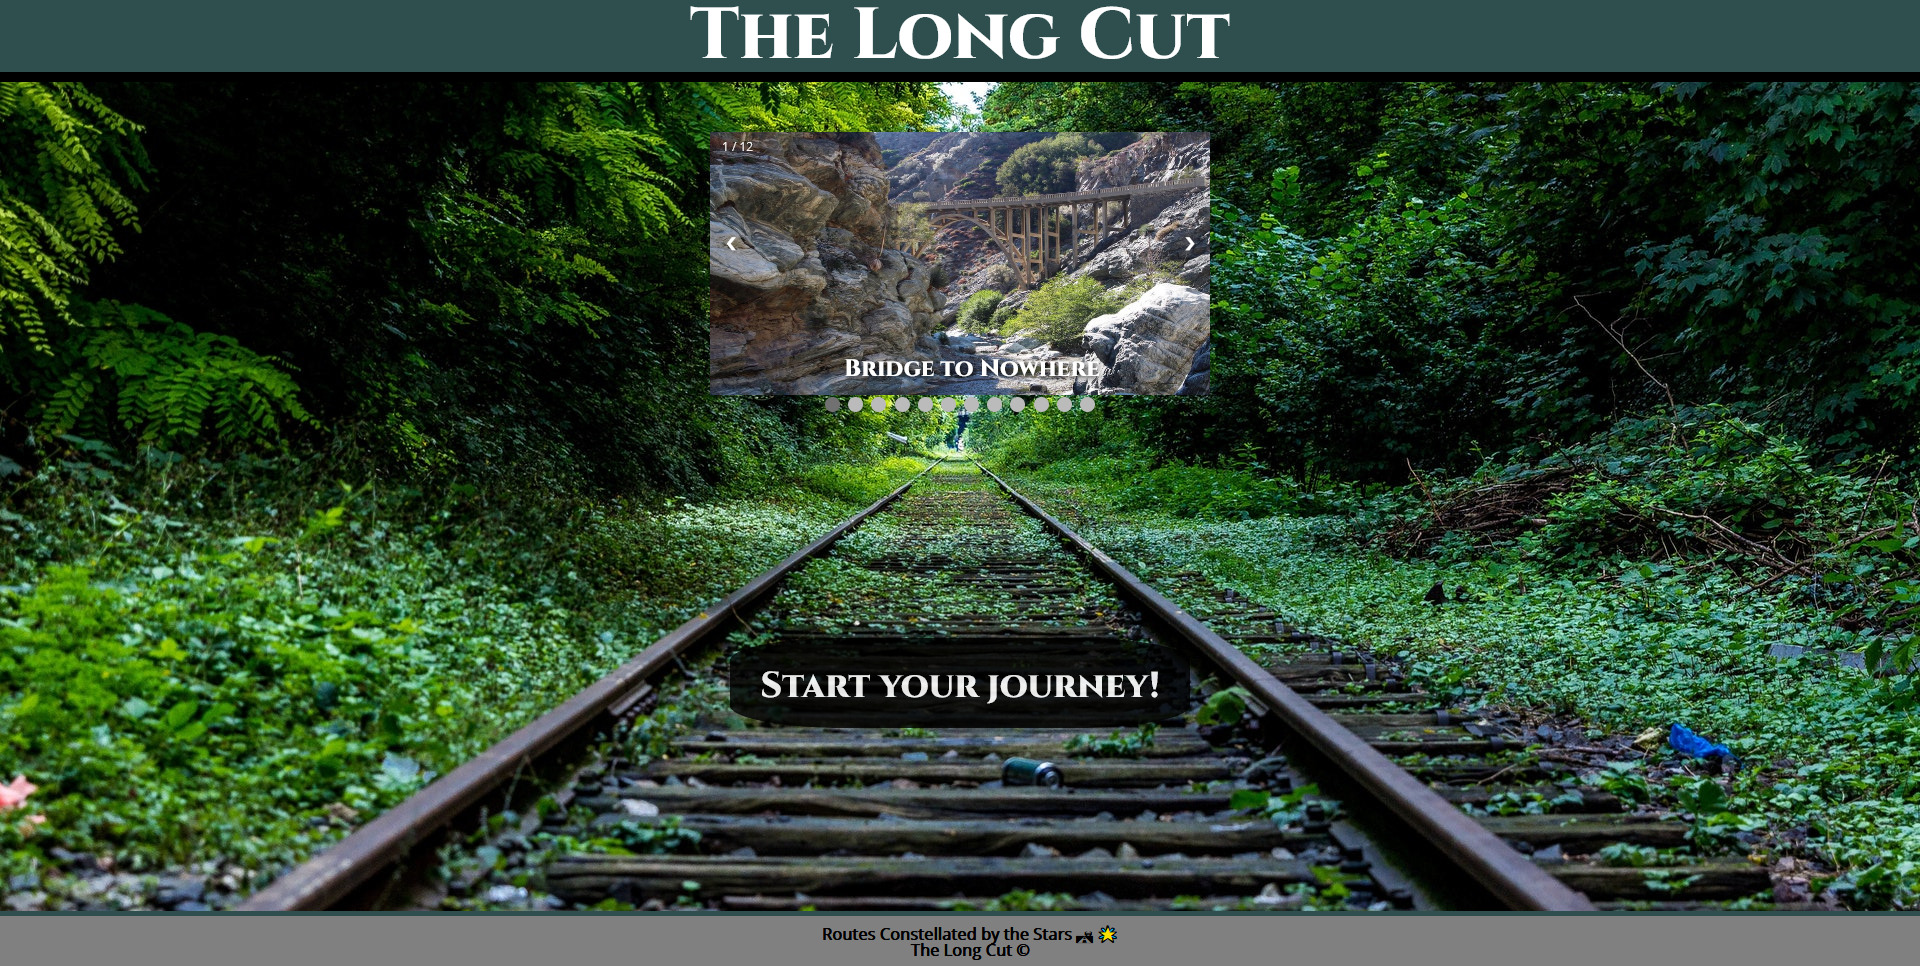 The Long Cut
1 / 12
❮ ❯
Bridge to Nowhere
Start your journey!
Routes Constellated by the Stars
The Long Cut ©